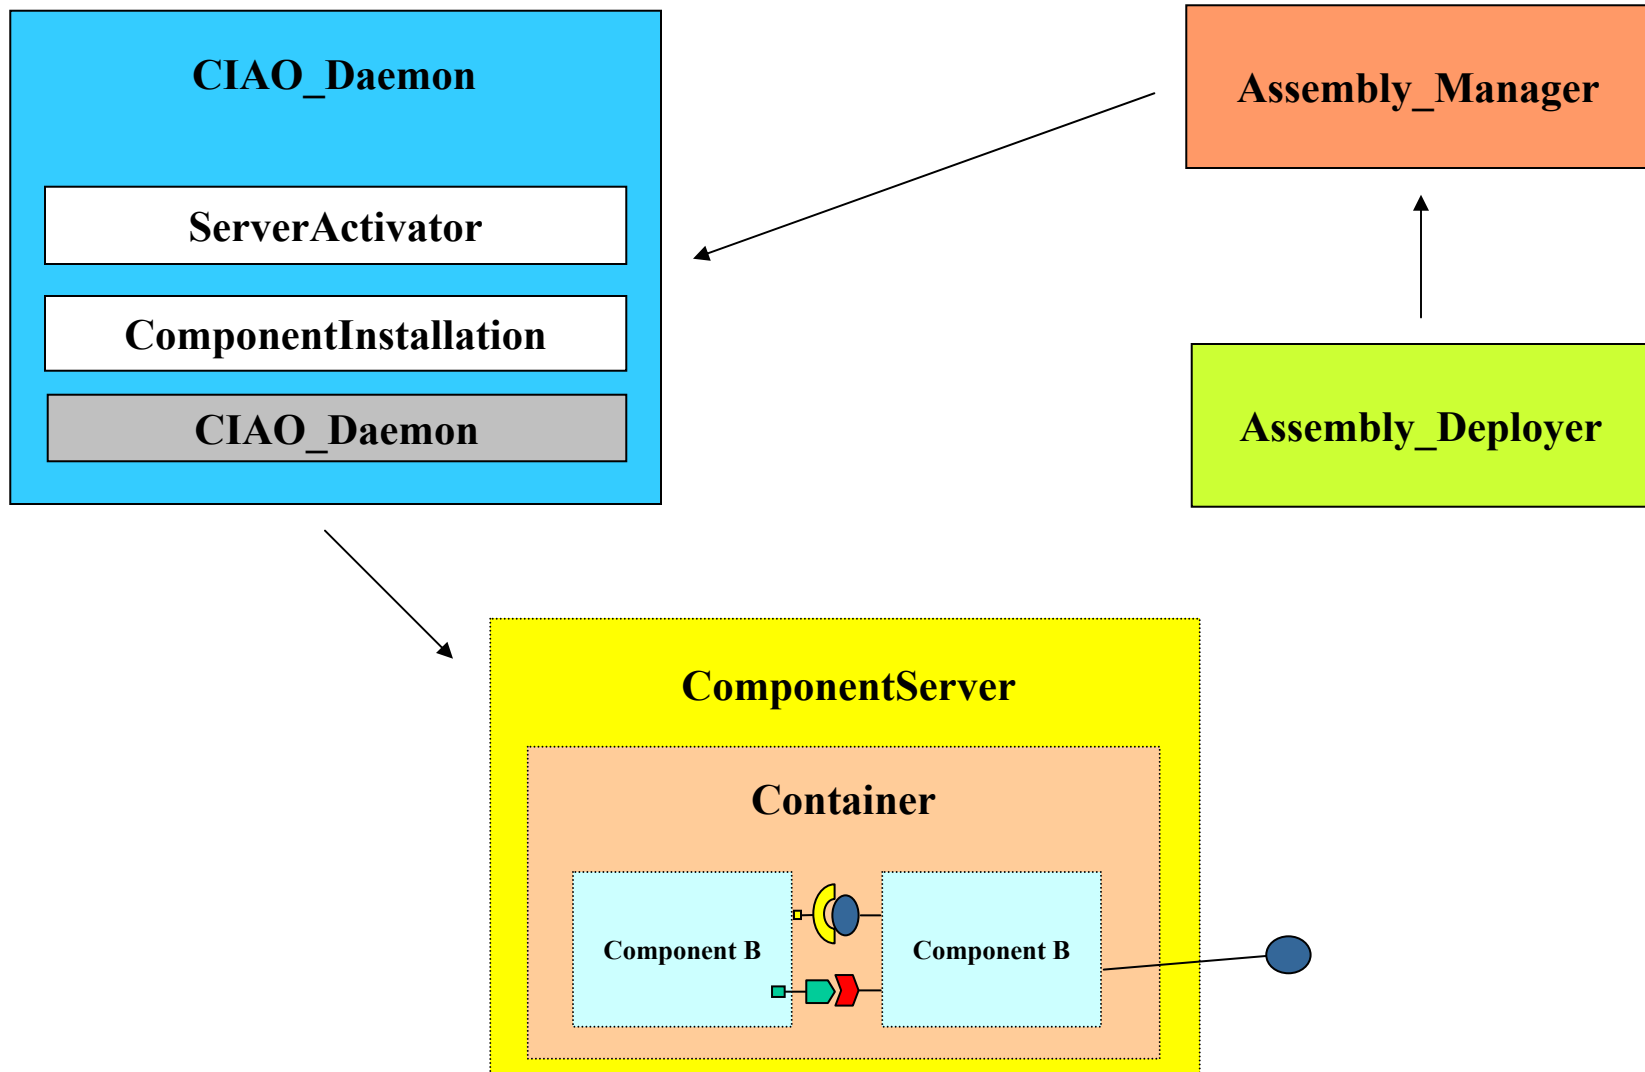 CIAO_Daemon
ServerActivator
ComponentInstallation
CIAO_Daemon
Assembly_Manager
Assembly_Deployer
ComponentServer
Container
Component B
Component B